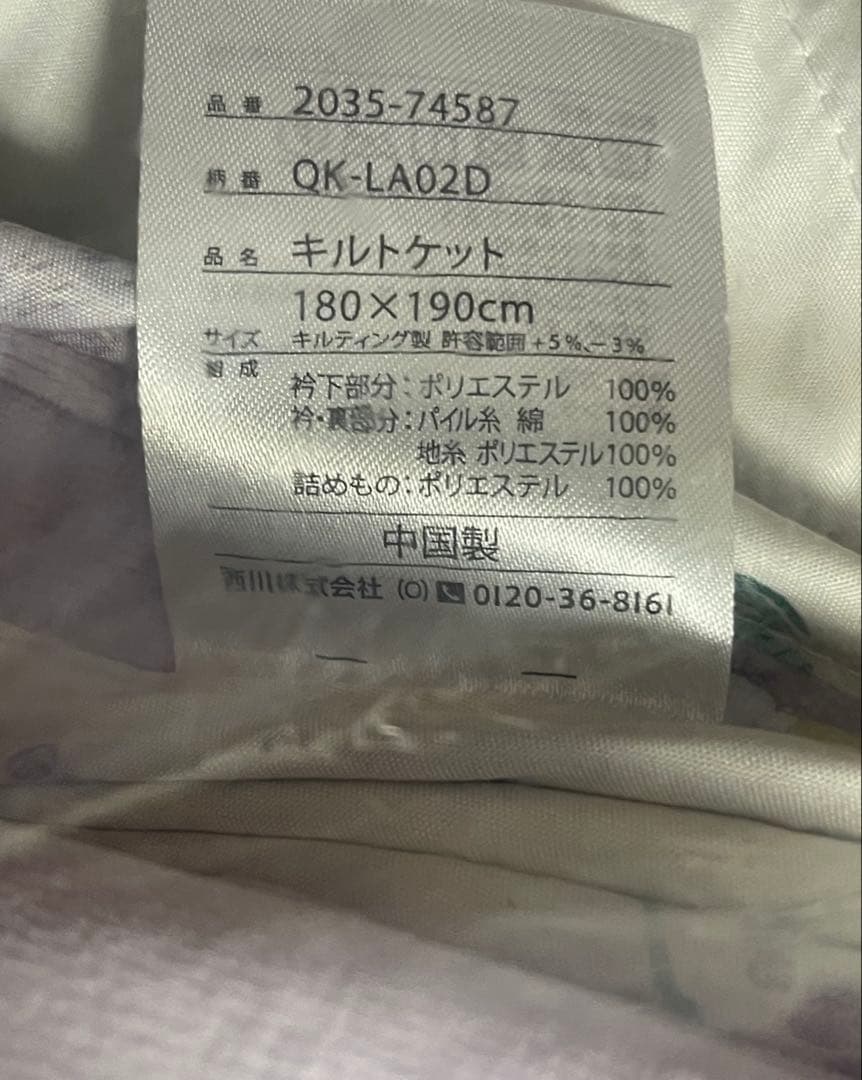 品番 2035-74587
柄番 QK-LA02D
品名 キルトケット
180×190cm
サイズ キルティング製 許容範囲+5%、-3%
組成
衿下部分:ポリエステル 100%
衿・裏部分:パイル糸 綿 100%
地糸 ポリエステル100%
詰めもの:ポリエステル 100%
中国製
西川株式会社 (O) 0120-36-8161